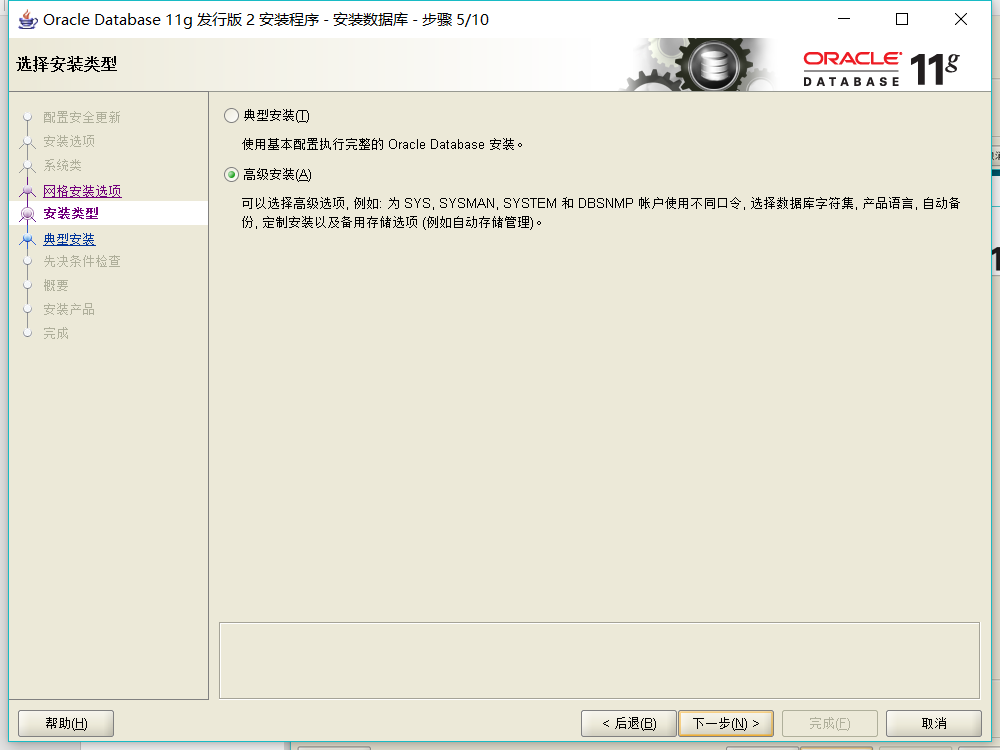 Oracle Database 11g 发行版 2 安装程序 - 安装数据库 - 步骤 5/10
选择安装类型
ORACLE 11g
DATABASE
配置安全更新
安装选项
系统类
网格安装选项
安装类型
典型安装
先决条件检查
概要
安装产品
完成
典型安装(T)
使用基本配置执行完整的 Oracle Database 安装。
高级安装(A)
可以选择高级选项, 例如: 为 SYS, SYSMAN, SYSTEM 和 DBSNMP 帐户使用不同口令, 选择数据库字符集, 产品语言, 自动备
份, 定制安装以及备用存储选项 (例如自动存储管理)。
帮助(H)
< 后退(B)
下一步(N) >
完成(F)
取消